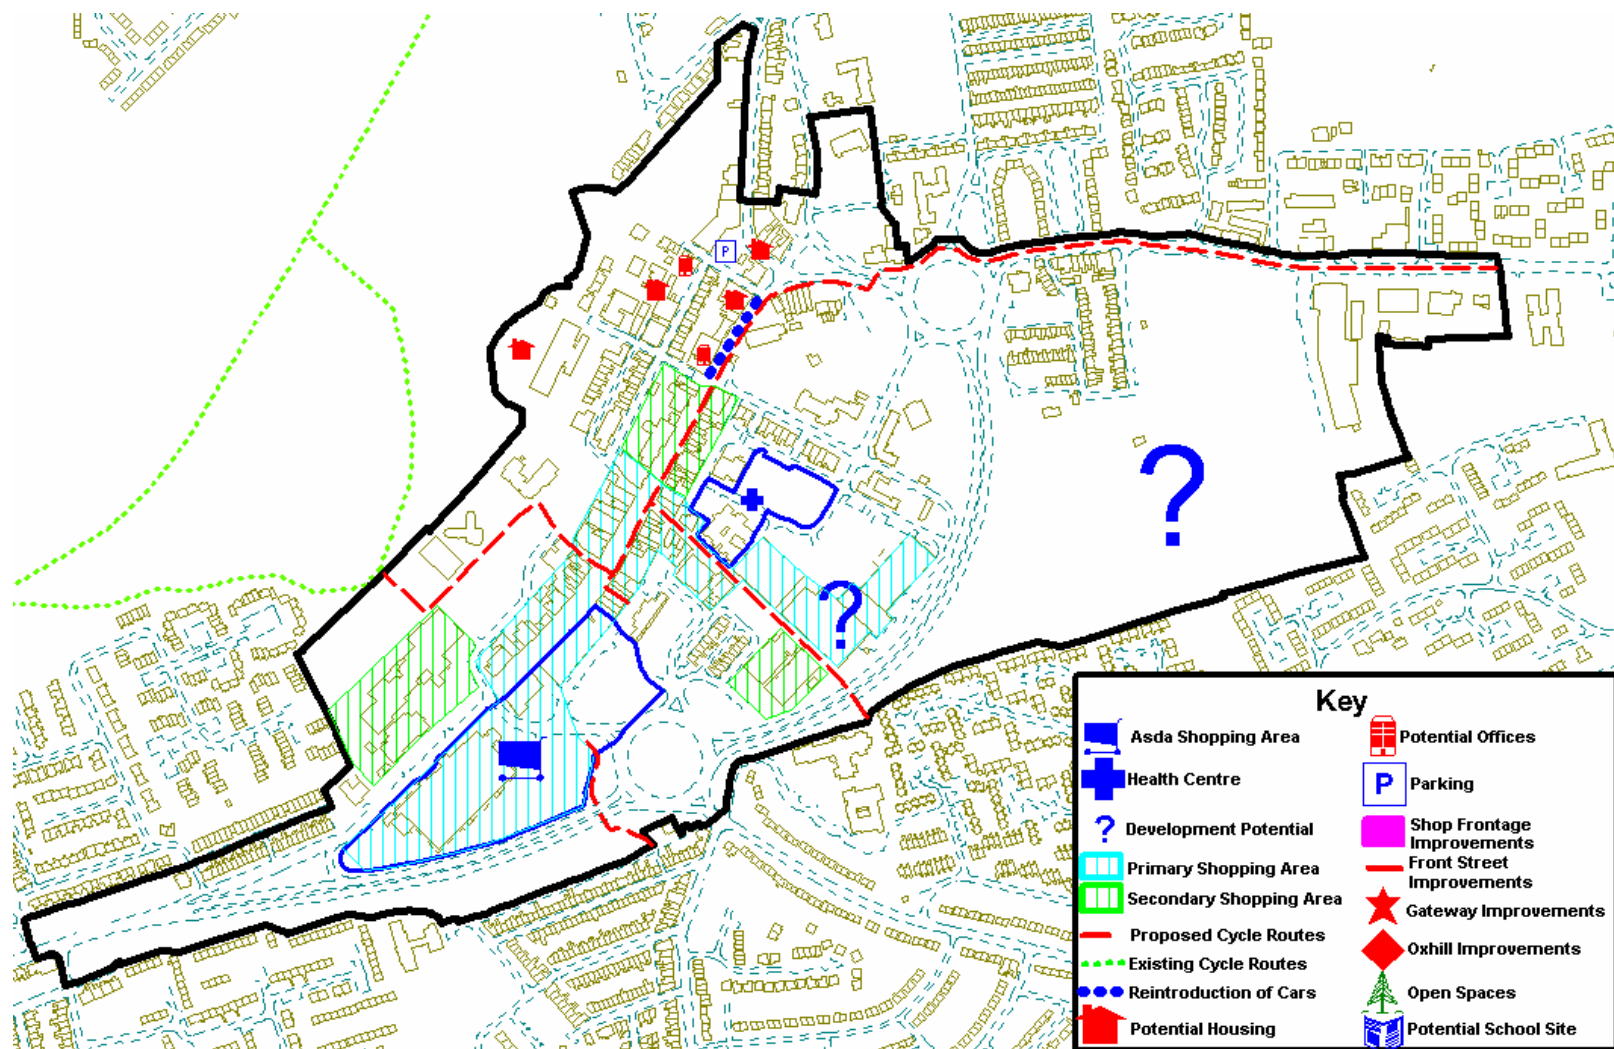 P
?
?
Key
Asda Shopping Area
Health Centre
? Development Potential
Primary Shopping Area
Secondary Shopping Area
Proposed Cycle Routes
Existing Cycle Routes
Reintroduction of Cars
Potential Housing
Potential Offices
P Parking
Shop Frontage
Improvements
Front Street
Improvements
Gateway Improvements
Oxhill Improvements
Open Spaces
Potential School Site